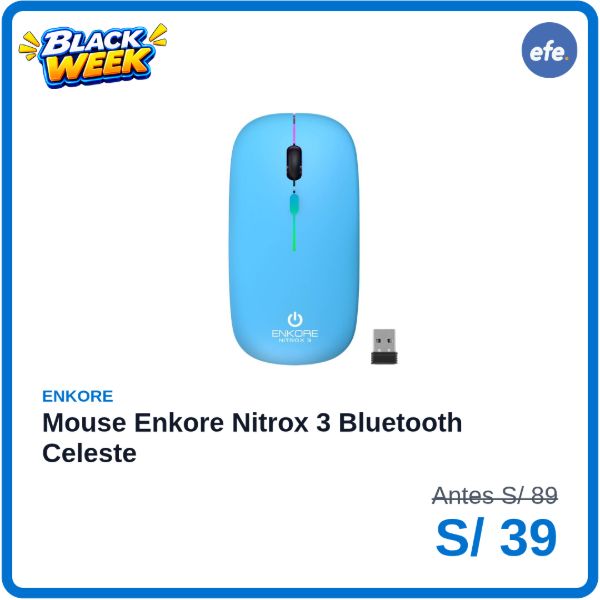 BLACK
WEEK
efe.
ENKORE
NITROX 3
ENKORE
Mouse Enkore Nitrox 3 Bluetooth
Celeste
Antes S/ 89
S/ 39